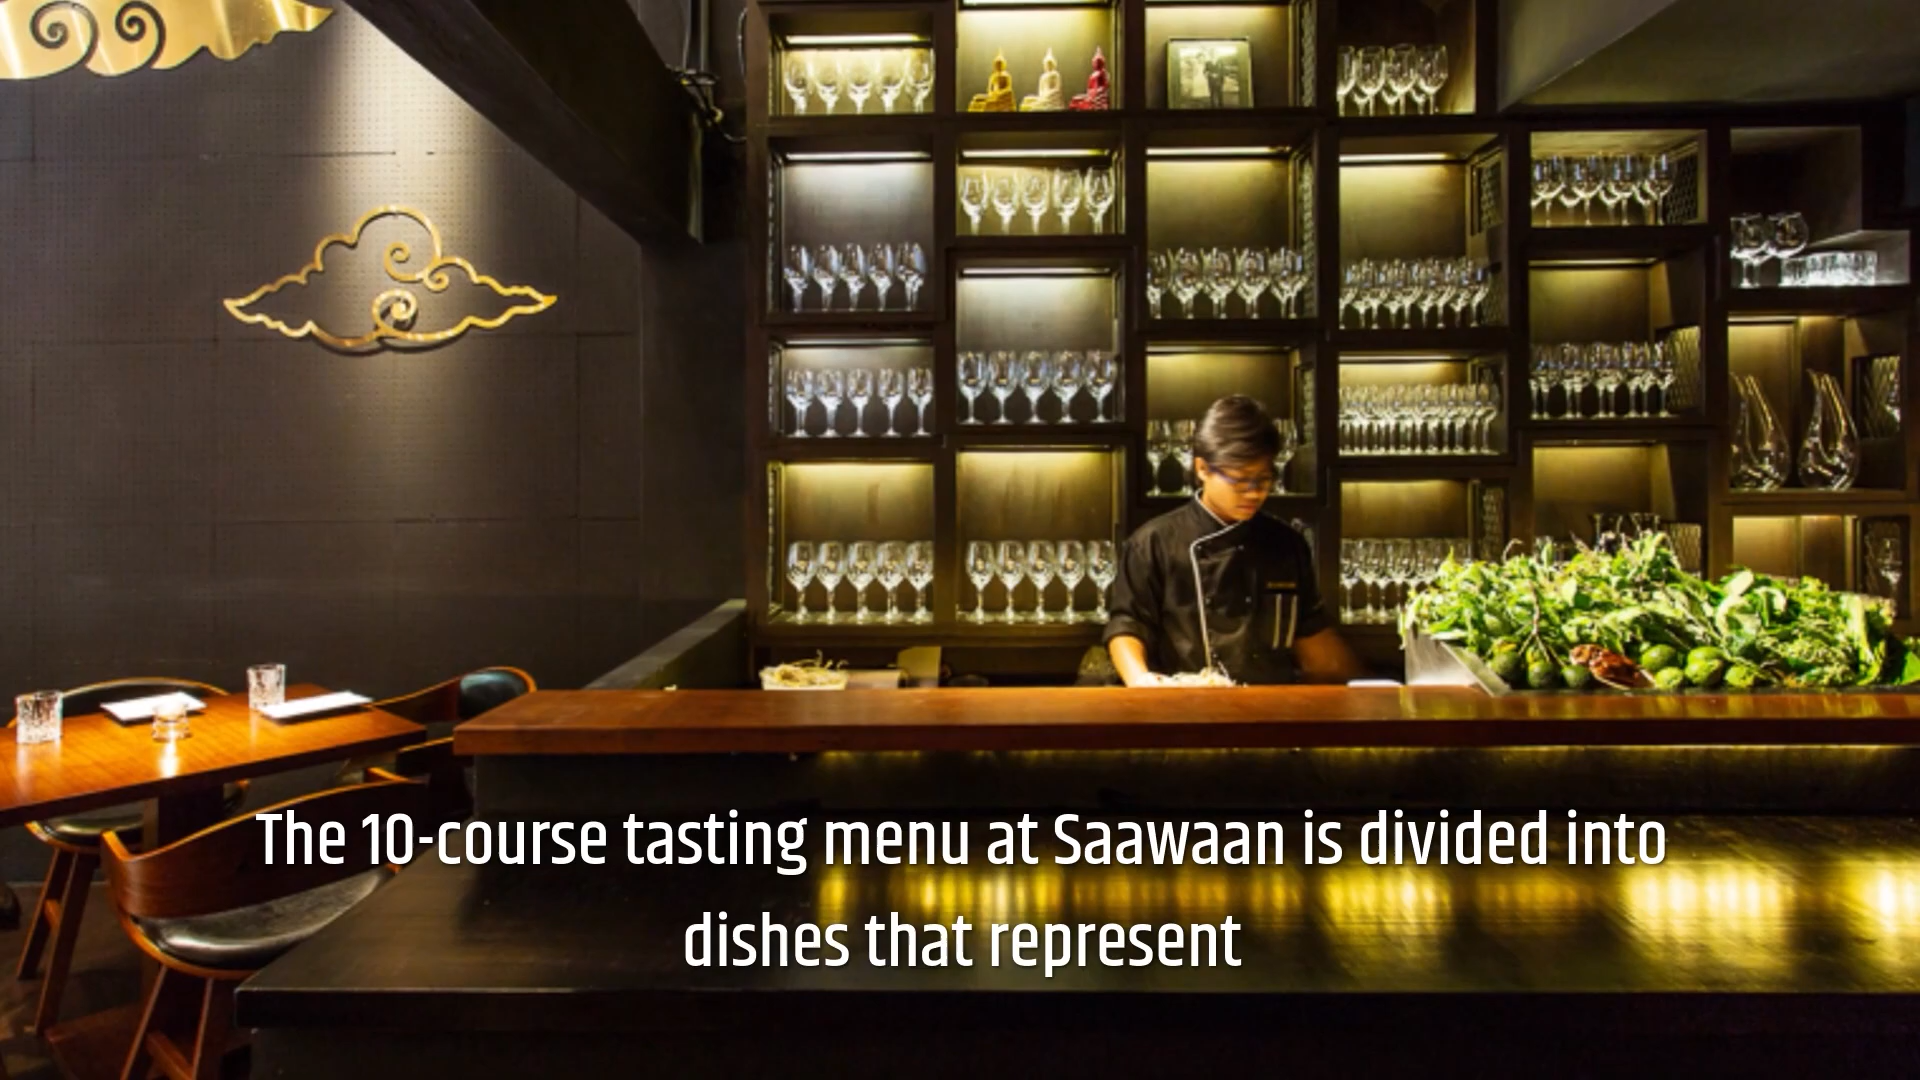 The 10-course tasting menu at Saawaan is divided into
dishes that represent